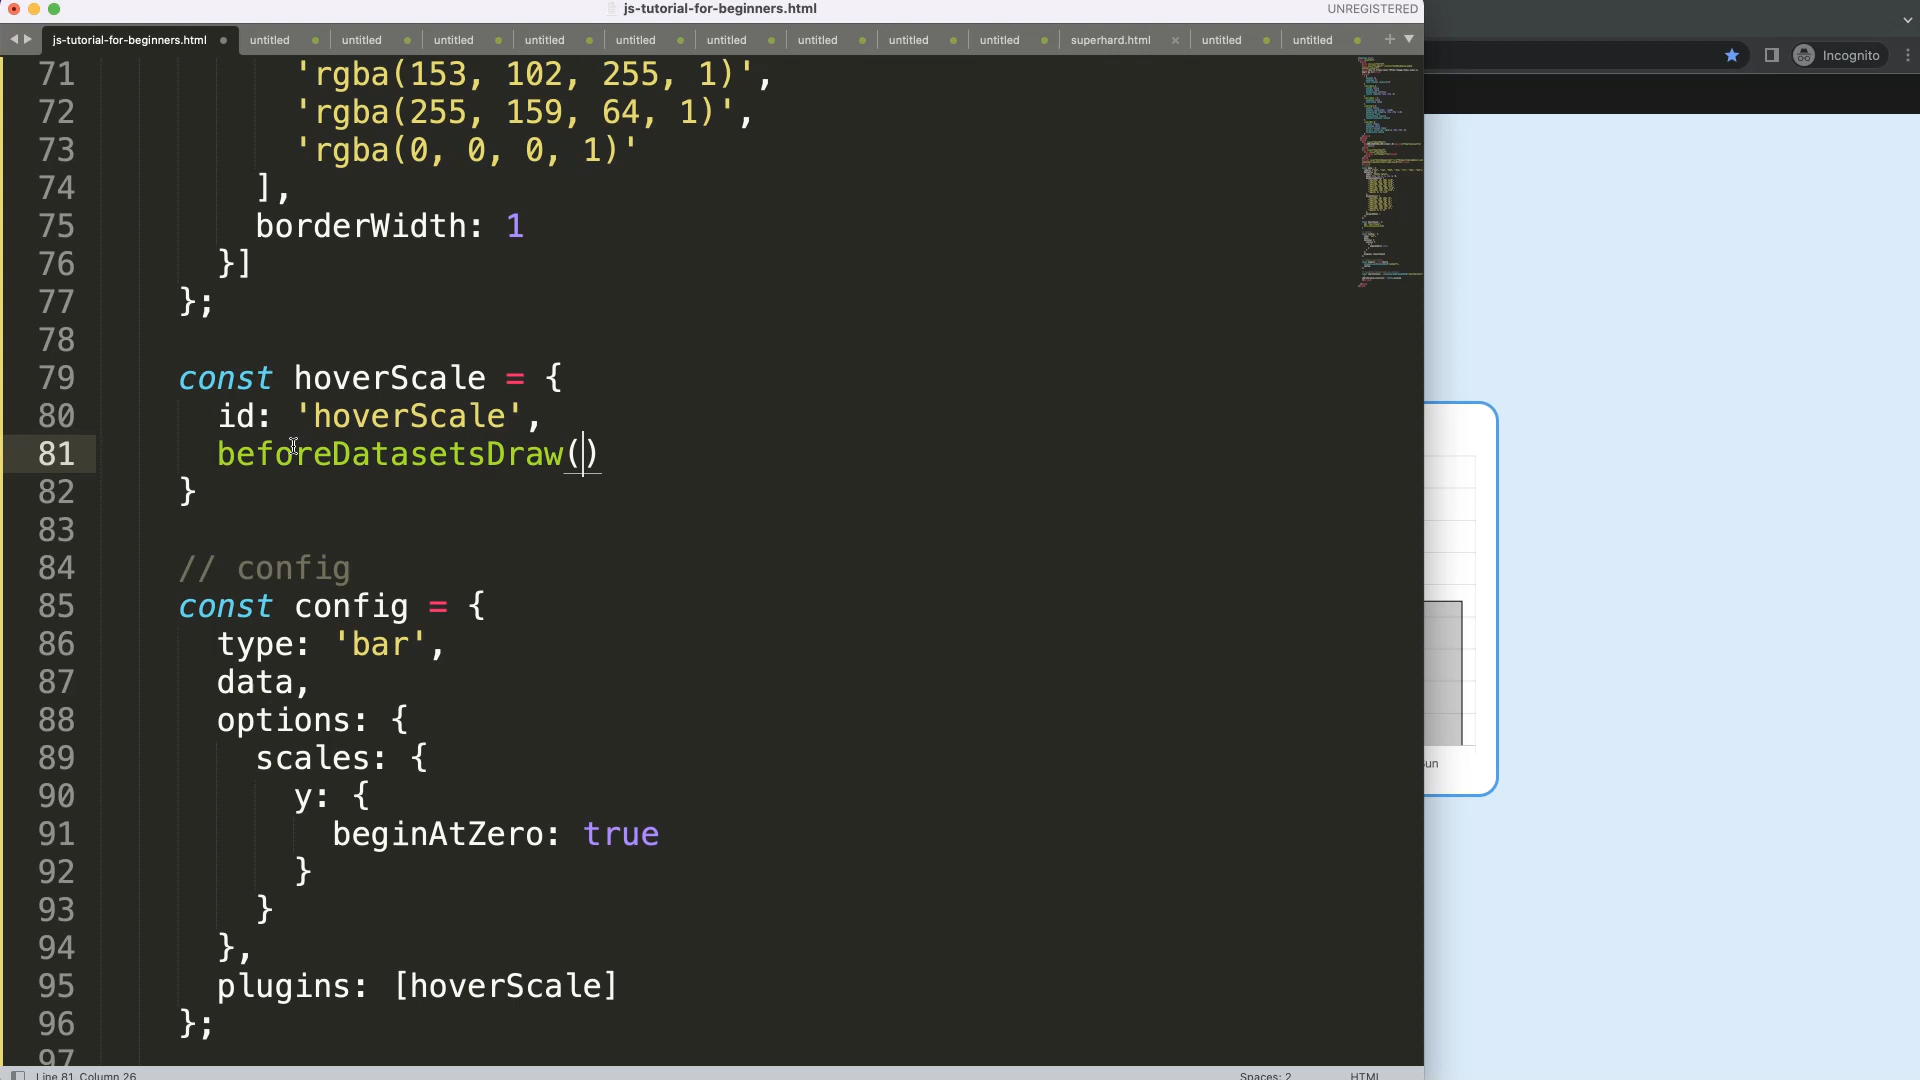 js-tutorial-for-beginners.html
UNREGISTERED
js-tutorial-for-beginners.html untitled untitled untitled untitled untitled untitled untitled untitled untitled superhard.html untitled untitled
Incognito
71 'rgba(153, 102, 255, 1)',
72 'rgba(255, 159, 64, 1)',
73 'rgba(0, 0, 0, 1)'
74 ],
75 borderWidth: 1
76 }]
77 };
78
79 const hoverScale = {
80 id: 'hoverScale',
81 beforeDatasetsDraw()
82 }
83
84 // config
85 const config = {
86 type: 'bar',
87 data,
88 options: {
89 scales: {
90 y: {
91 beginAtZero: true
92 }
93 }
94 },
95 plugins: [hoverScale]
96 };
97
Line 81, Column 26
Spaces: 2
HTML